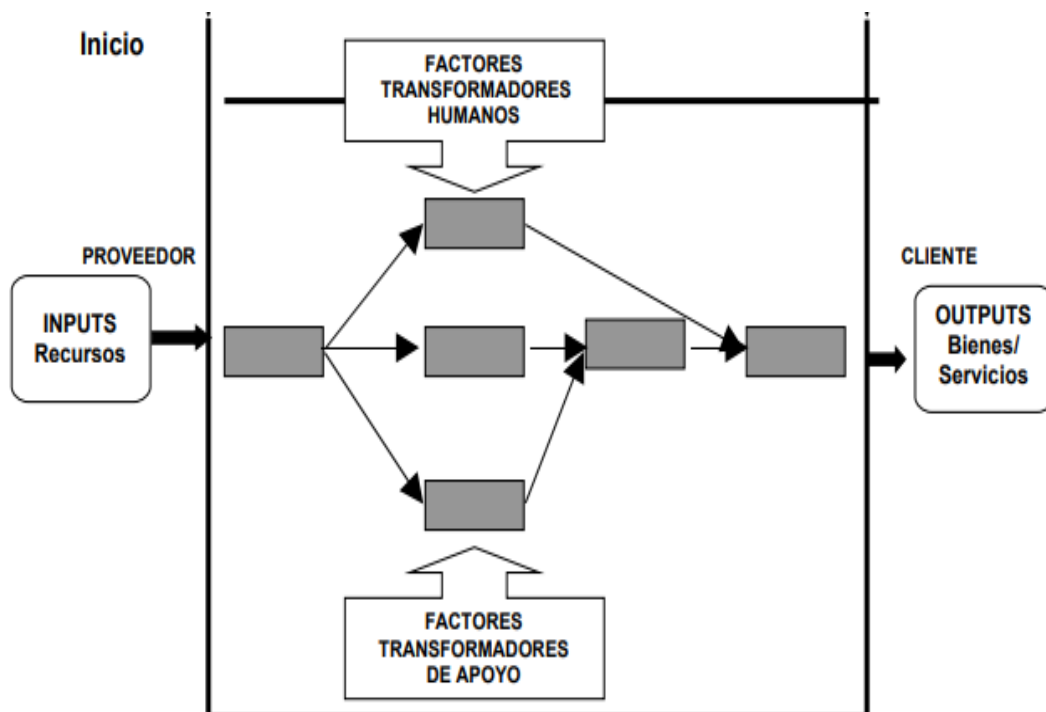 Inicio
FACTORES
TRANSFORMADORES
HUMANOS
PROVEEDOR
INPUTS
Recursos
CLIENTE
OUTPUTS
Bienes/
Servicios
FACTORES
TRANSFORMADORES
DE APOYO